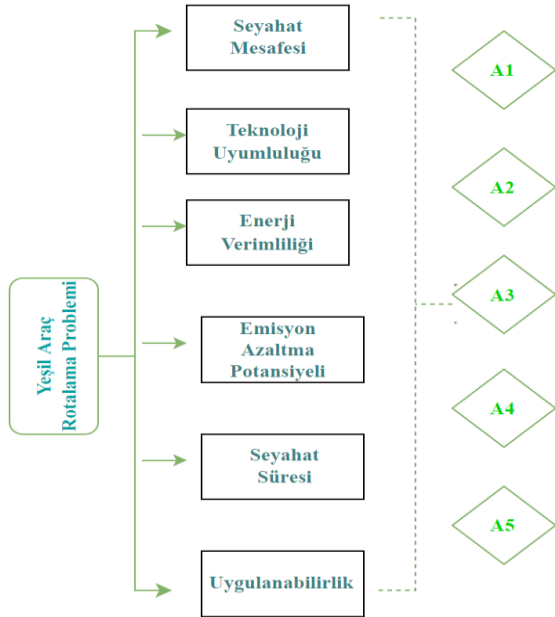 Yeşil Araç
Rotalama Problemi
Seyahat
Mesafesi
Teknoloji
Uyumluluğu
Enerji
Verimliliği
Emisyon
Azaltma
Potansiyeli
Seyahat
Süresi
Uygulanabilirlik
A1
A2
A3
A4
A5